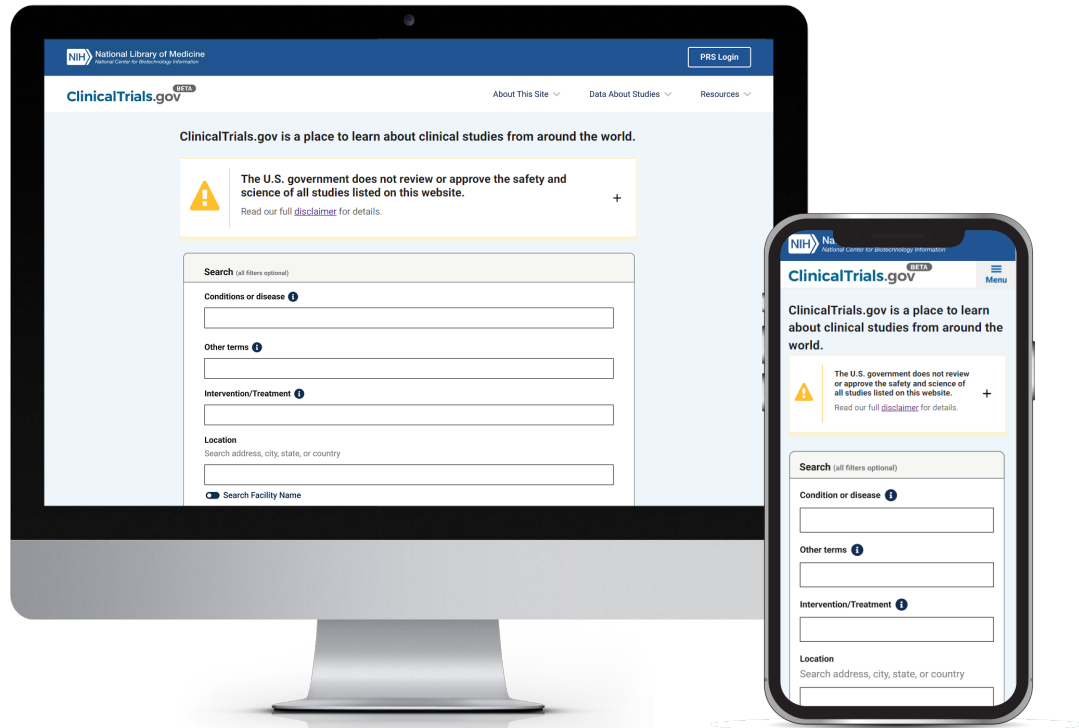 NIH National Library of Medicine
National Center for Biotechnology Information
PRS Login
ClinicalTrials.gov BETA
About This Site
Data About Studies
Resources
ClinicalTrials.gov is a place to learn about clinical studies from around the world.
The U.S. government does not review or approve the safety and
science of all studies listed on this website.
Read our full disclaimer for details.
+
Search (all filters optional)
Conditions or disease
Other terms
Intervention/Treatment
Location
Search address, city, state, or country
Search Facility Name
NIH Na
National Center for Biotechnology Information
ClinicalTrials.gov BETA
Menu
ClinicalTrials.gov is a place to learn
about clinical studies from around the
world.
The U.S. government does not review
or approve the safety and science of
all studies listed on this website.
Read our full disclaimer for details.
+
Search (all filters optional)
Condition or disease
Other terms
Intervention/Treatment
Location
Search address, city, state, or country